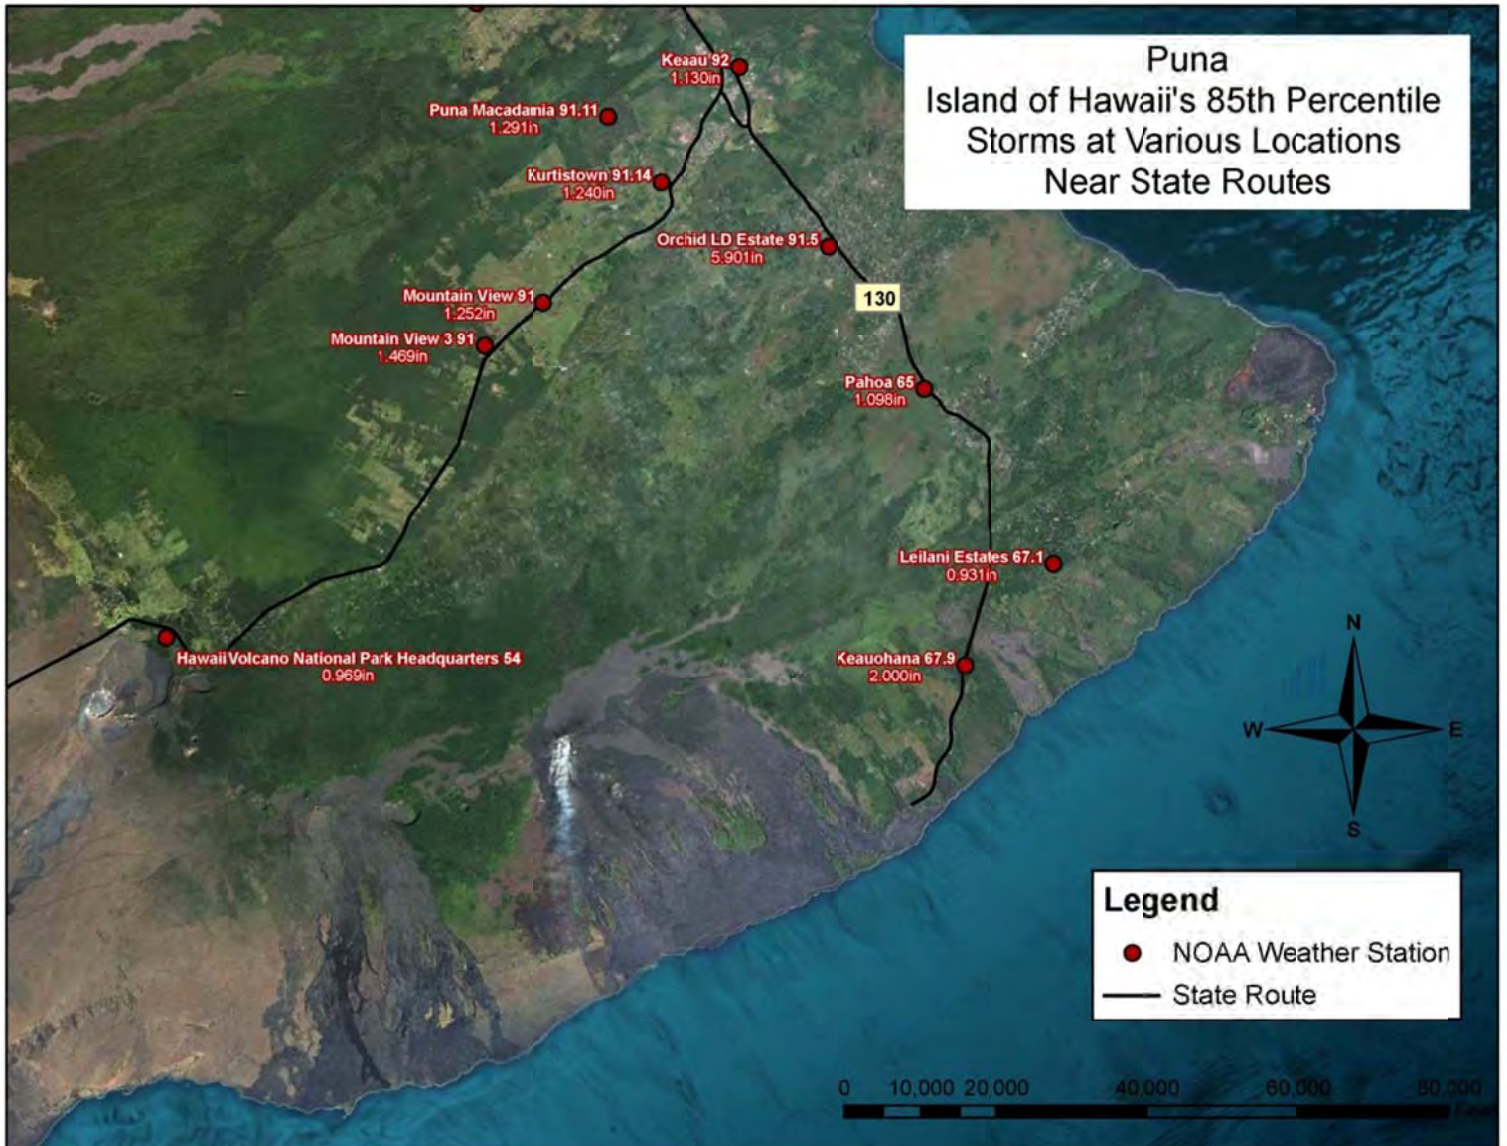 Puna
Island of Hawaii's 85th Percentile
Storms at Various Locations
Near State Routes
Keaau 92
1.130in
Puna Macadamia 91.11
1.291in
Kurtistown 91.14
1.240in
Orchid LD Estate 91.5
5.901in
Mountain View 91
1.252in
130
Mountain View 3 91
1.469in
Pahoa 65
1.098in
Leilani Estates 67.1
0.931in
Hawaii Volcano National Park Headquarters 54
0.969in
Keauohana 67.9
2.000in
N
W E
S
Legend
NOAA Weather Station
State Route
0 10,000 20,000 40,000 60,000 80,000